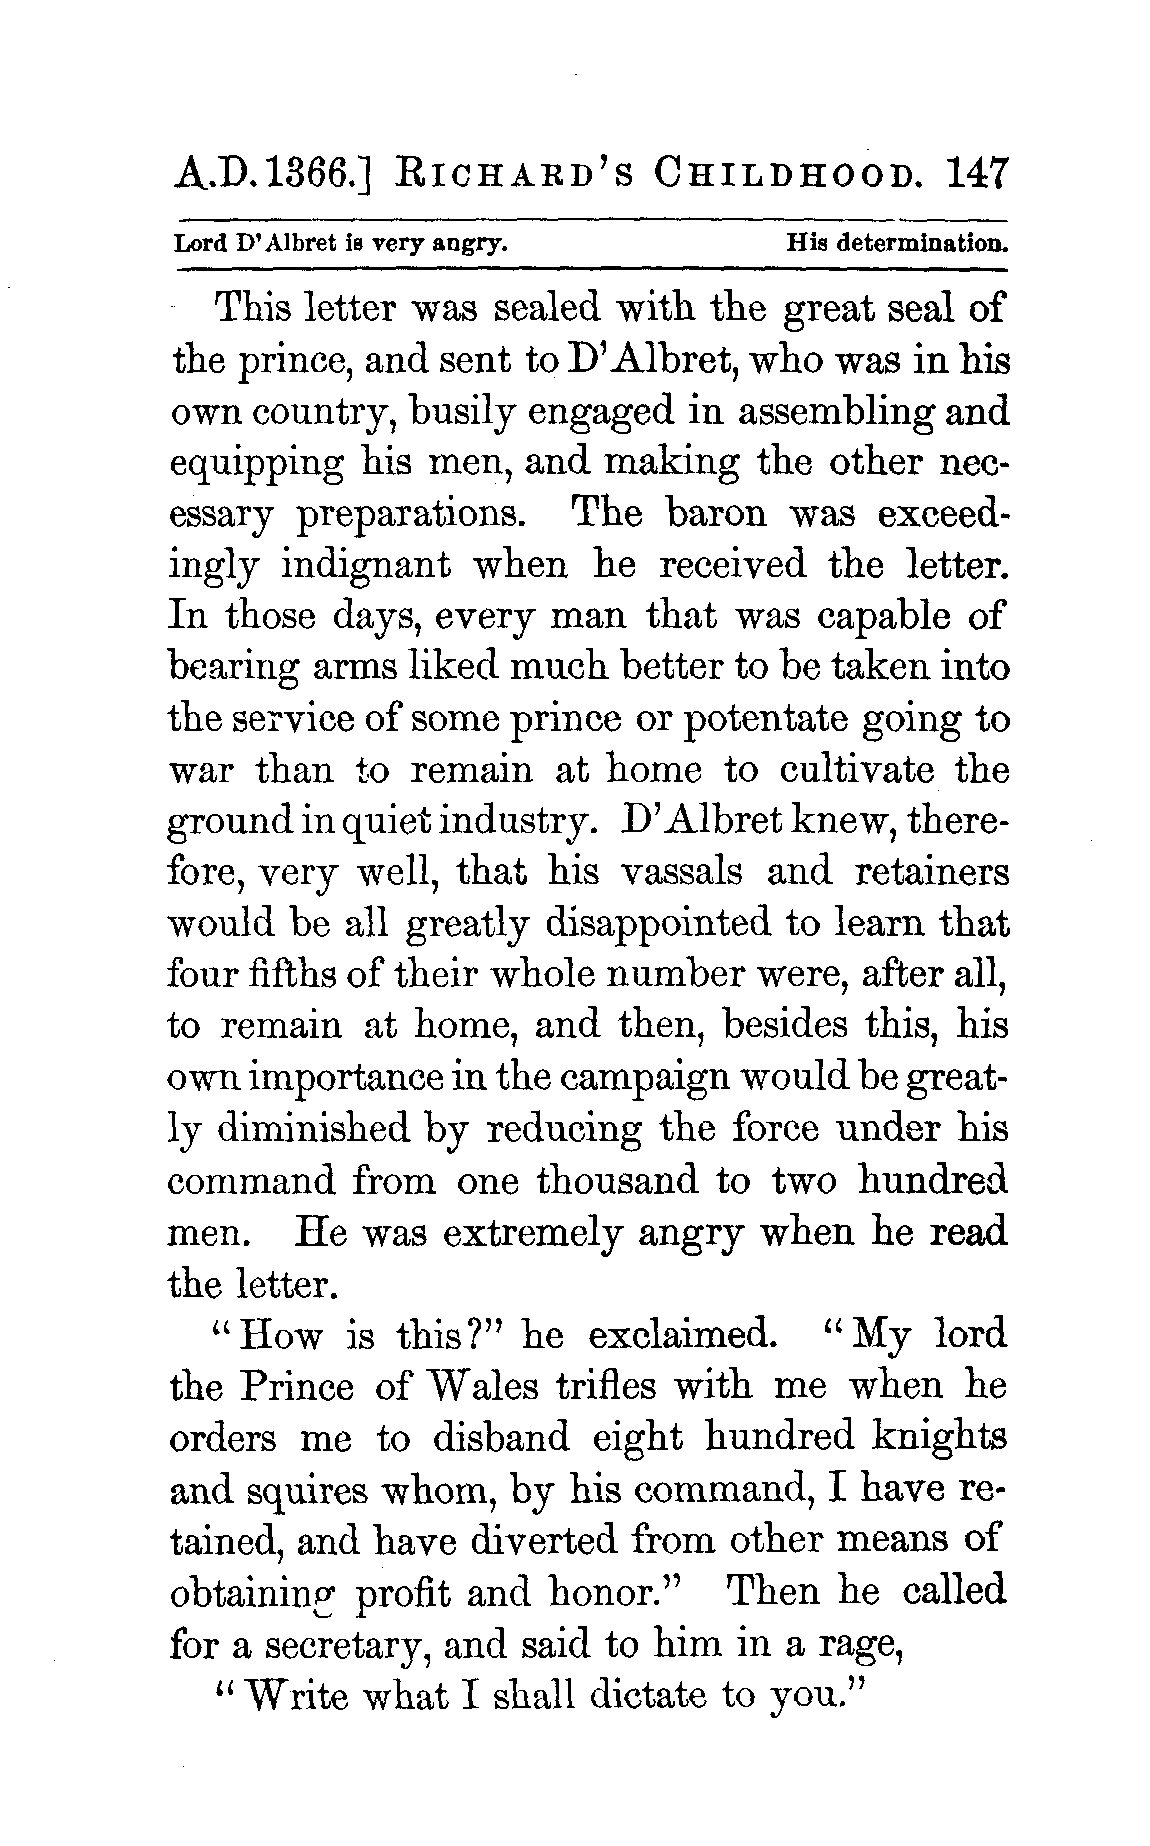 A.D. 1366.] RICHARD'S CHILDHOOD. 147
Lord D'Albret is very angry. His determination.
This letter was sealed with the great seal of
the prince, and sent to D'Albret, who was in his
own country, busily engaged in assembling and
equipping his men, and making the other nec-
essary preparations. The baron was exceed-
ingly indignant when he received the letter.
In those days, every man that was capable of
bearing arms liked much better to be taken into
the service of some prince or potentate going to
war than to remain at home to cultivate the
ground in quiet industry. D'Albret knew, there-
fore, very well, that his vassals and retainers
would be all greatly disappointed to learn that
four fifths of their whole number were, after all,
to remain at home, and then, besides this, his
own importance in the campaign would be great-
ly diminished by reducing the force under his
command from one thousand to two hundred
men. He was extremely angry when he read
the letter.
"How is this?" he exclaimed. "My lord
the Prince of Wales trifles with me when he
orders me to disband eight hundred knights
and squires whom, by his command, I have re-
tained, and have diverted from other means of
obtaining profit and honor." Then he called
for a secretary, and said to him in a rage,
"Write what I shall dictate to you."